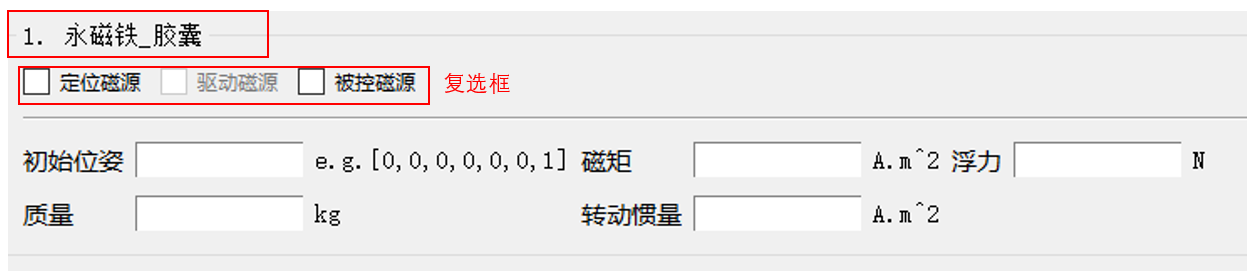 1. 永磁铁_胶囊
定位磁源 驱动磁源 被控磁源 复选框
初始位姿 e.g.[0,0,0,0,0,0,1] 磁矩 A.m^2 浮力 N
质量 kg 转动惯量 A.m^2